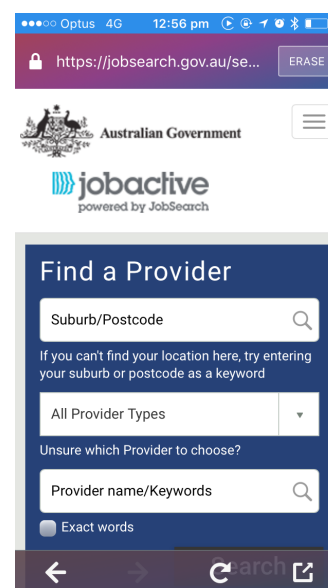 Optus 4G 12:56 pm
https://jobsearch.gov.au/se... ERASE
Australian Government
jobactive
powered by JobSearch
Find a Provider
Suburb/Postcode
If you can't find your location here, try entering
your suburb or postcode as a keyword
All Provider Types
Unsure which Provider to choose?
Provider name/Keywords
Exact words
Search